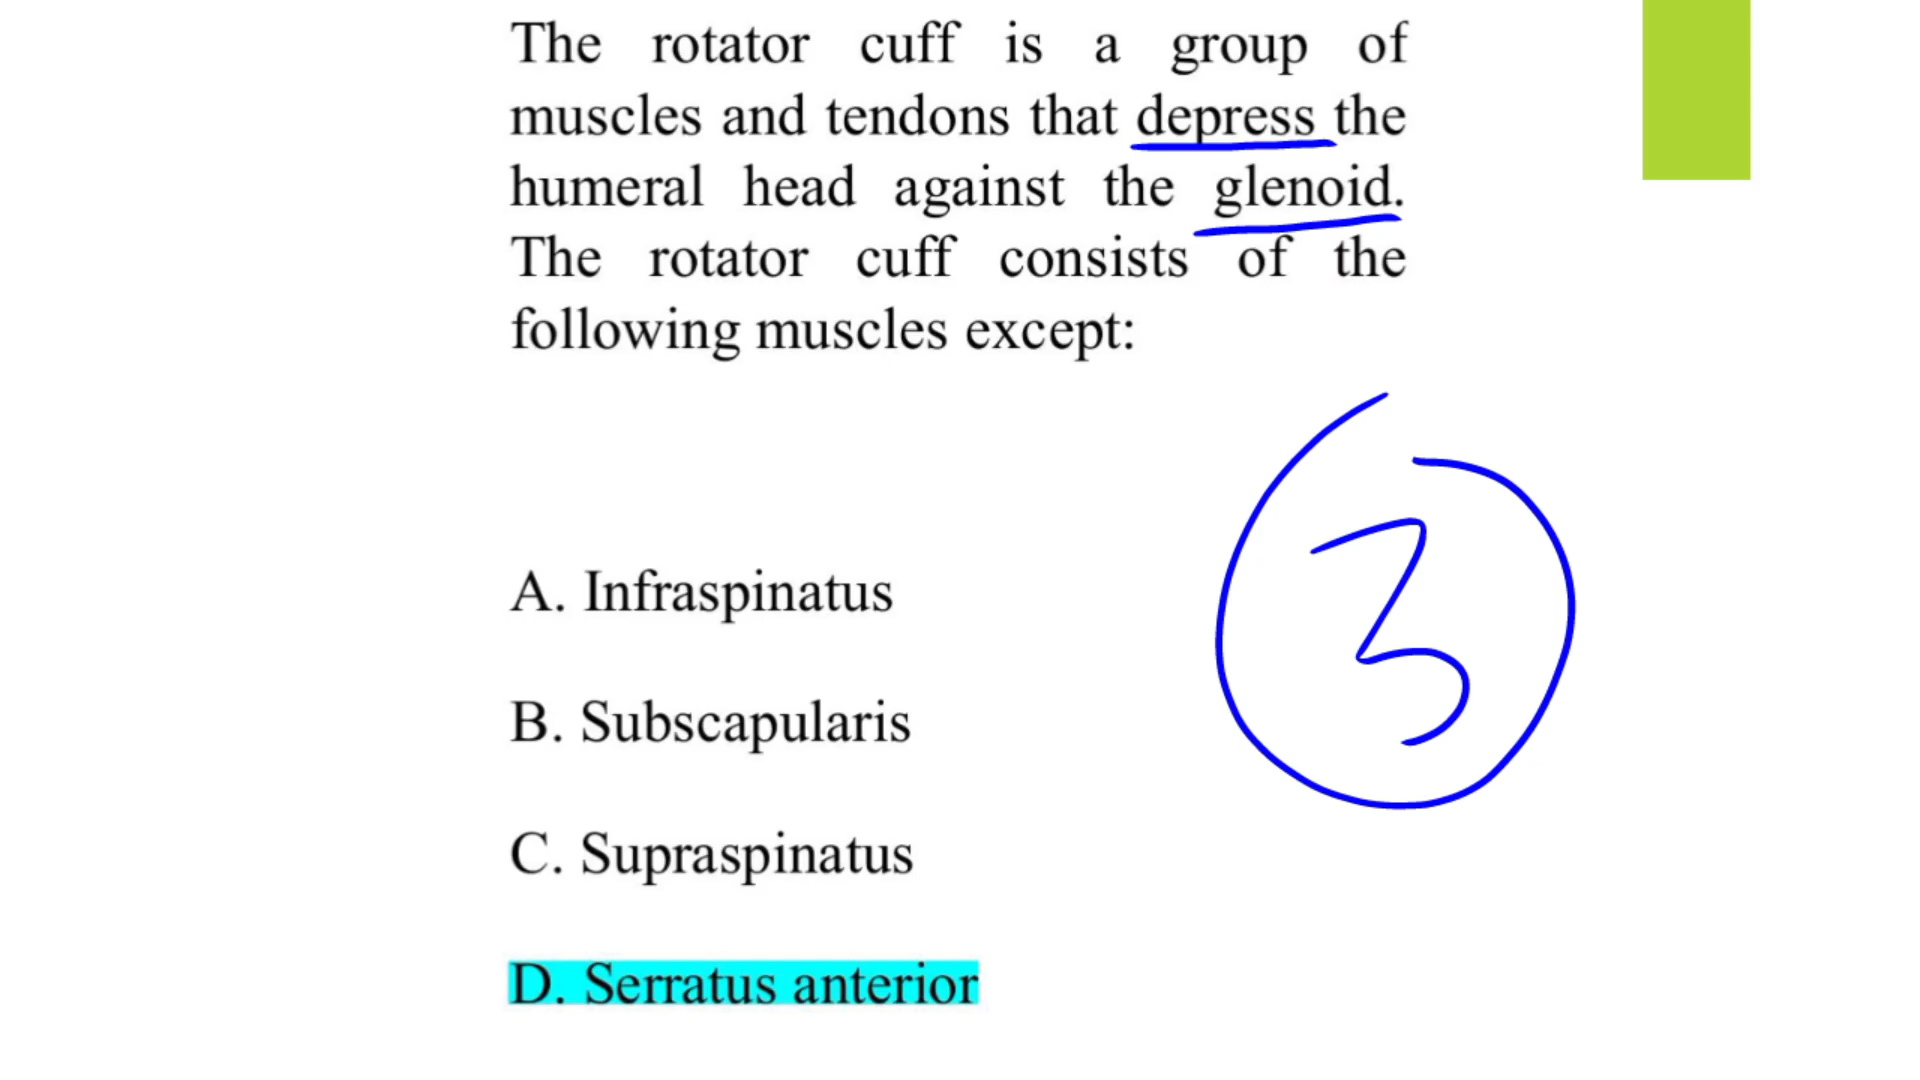 The rotator cuff is a group of
muscles and tendons that depress the
humeral head against the glenoid.
The rotator cuff consists of the
following muscles except:
3
A. Infraspinatus
B. Subscapularis
C. Supraspinatus
D. Serratus anterior